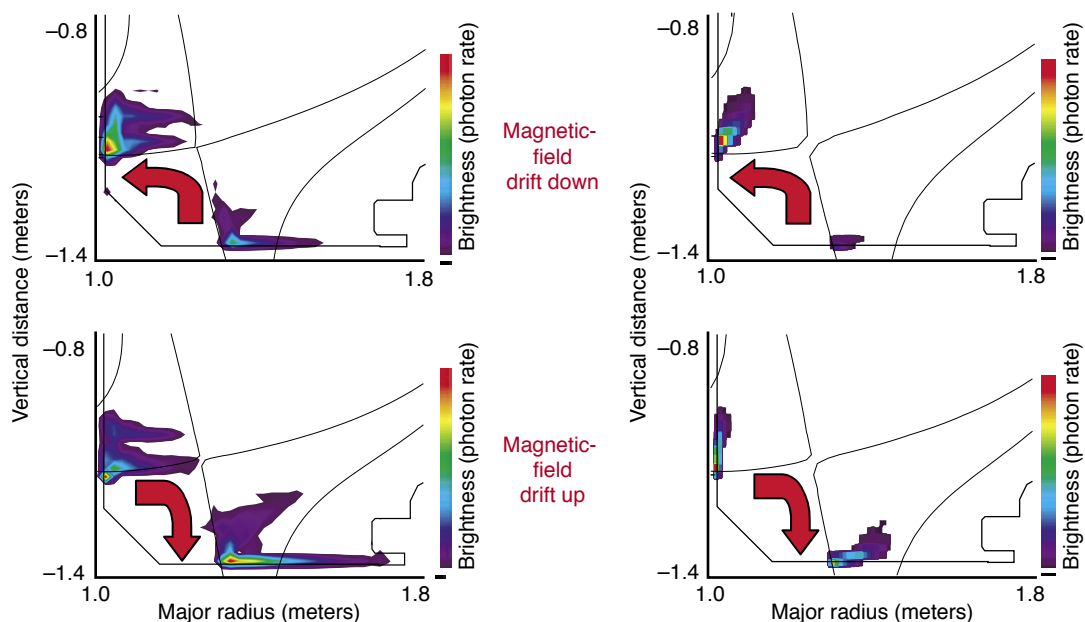 –0.8
Vertical distance (meters)
–1.4
1.0
1.8
Brightness (photon rate)
Magnetic-
field
drift down
–0.8
Vertical distance (meters)
–1.4
1.0
1.8
Brightness (photon rate)
–0.8
–1.4
1.0
1.8
Major radius (meters)
Brightness (photon rate)
Magnetic-
field
drift up
–0.8
–1.4
1.0
1.8
Major radius (meters)
Brightness (photon rate)